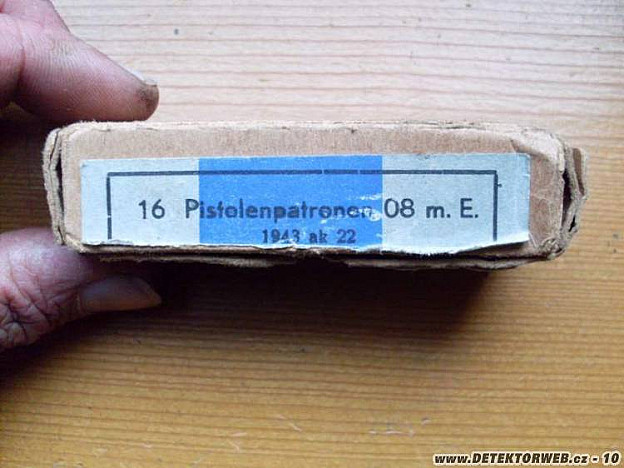 16 Pistolenpatronen 08 m. E.
1943 ak 22
www.DETEKTORWEB.cz - 10